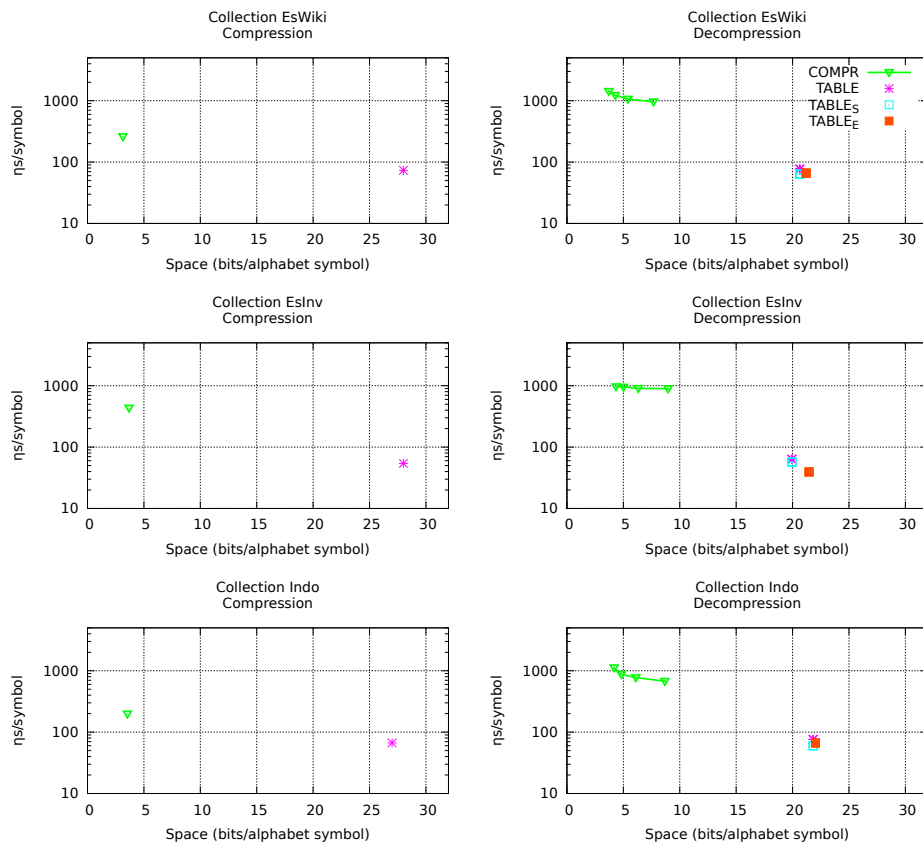 Collection EsWiki
Compression
1000
100
10
ηs/symbol
0 5 10 15 20 25 30
Space (bits/alphabet symbol)
Collection EsWiki
Decompression
COMPR
TABLE
TABLES
TABLEE
1000
100
10
ηs/symbol
0 5 10 15 20 25 30
Space (bits/alphabet symbol)
Collection EsInv
Compression
1000
100
10
ηs/symbol
0 5 10 15 20 25 30
Space (bits/alphabet symbol)
Collection EsInv
Decompression
1000
100
10
ηs/symbol
0 5 10 15 20 25 30
Space (bits/alphabet symbol)
Collection Indo
Compression
1000
100
10
ηs/symbol
0 5 10 15 20 25 30
Space (bits/alphabet symbol)
Collection Indo
Decompression
1000
100
10
ηs/symbol
0 5 10 15 20 25 30
Space (bits/alphabet symbol)